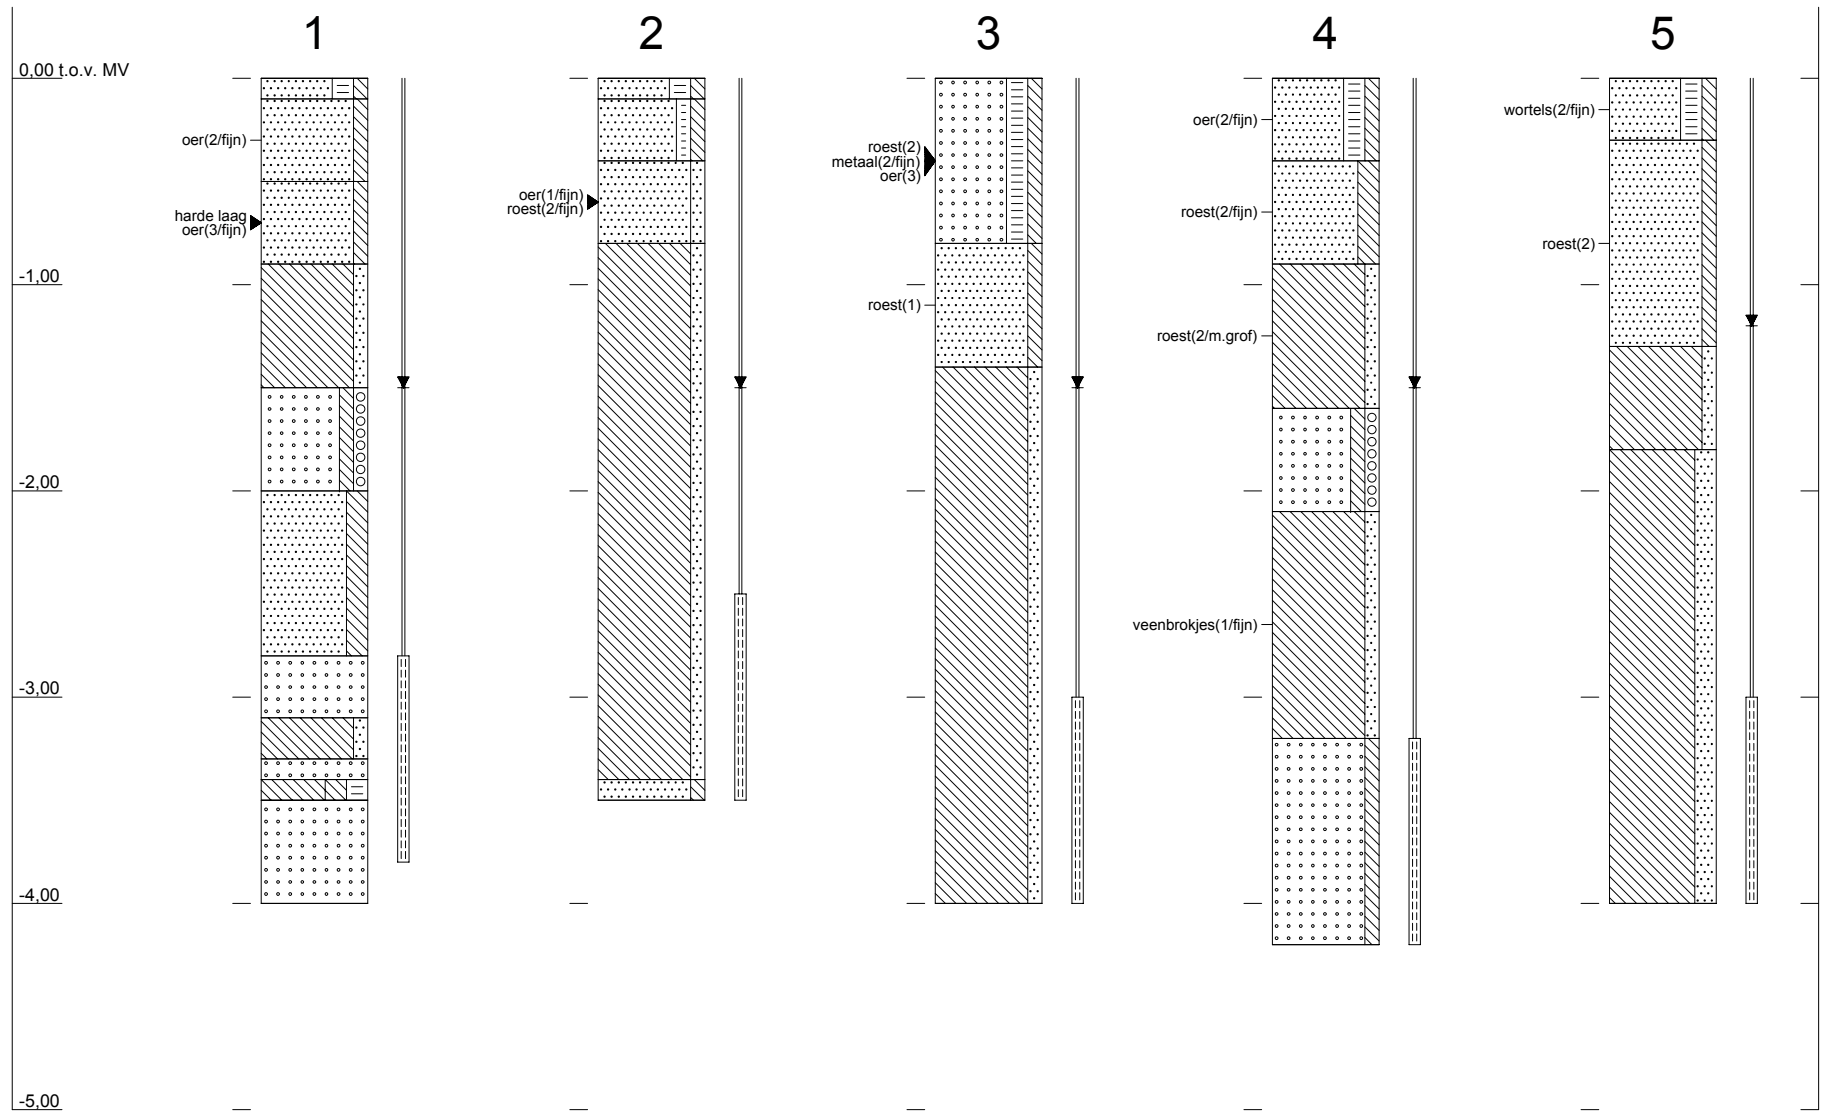 1
2
3
4
5
0,00 t.o.v. MV
oer(2/fijn)
harde laag
oer(3/fijn)
oer(1/fijn)
roest(2/fijn)
roest(2)
metaal(2/fijn)
oer(3)
roest(1)
oer(2/fijn)
roest(2/fijn)
roest(2/m.grof)
veenbrokjes(1/fijn)
wortels(2/fijn)
roest(2)
-1,00
-2,00
-3,00
-4,00
-5,00